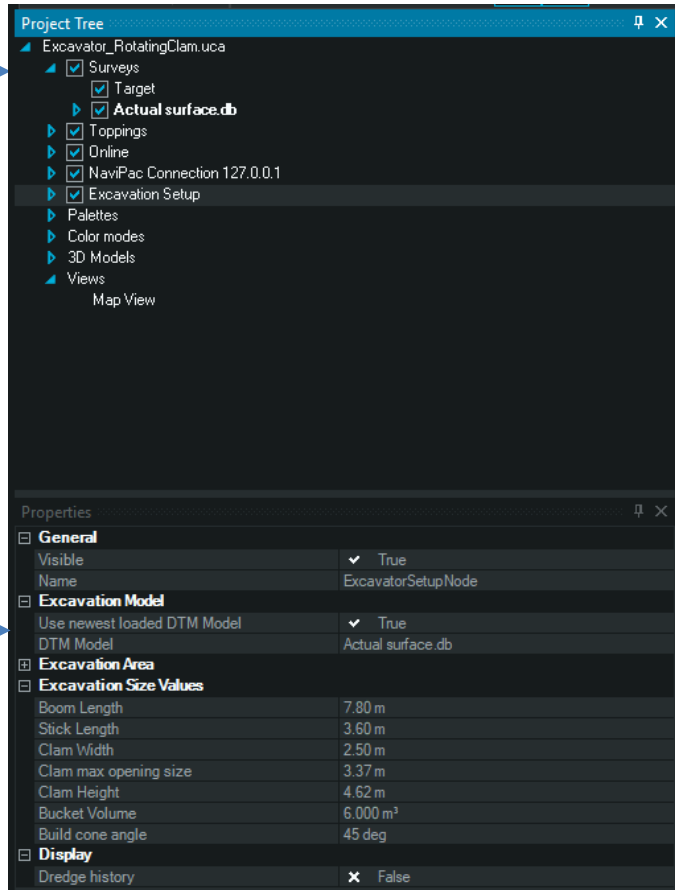 Project Tree
Excavator_RotatingClam.uca
Surveys
Target
Actual surface.db
Toppings
Online
NaviPac Connection 127.0.0.1
Excavation Setup
Palettes
Color modes
3D Models
Views
Map View
Properties
General
Visible True
Name ExcavatorSetupNode
Excavation Model
Use newest loaded DTM Model True
DTM Model Actual surface.db
Excavation Area
Excavation Size Values
Boom Length 7.80 m
Stick Length 3.60 m
Clam Width 2.50 m
Clam max opening size 3.37 m
Clam Height 4.62 m
Bucket Volume 6.000 m³
Build cone angle 45 deg
Display
Dredge history False